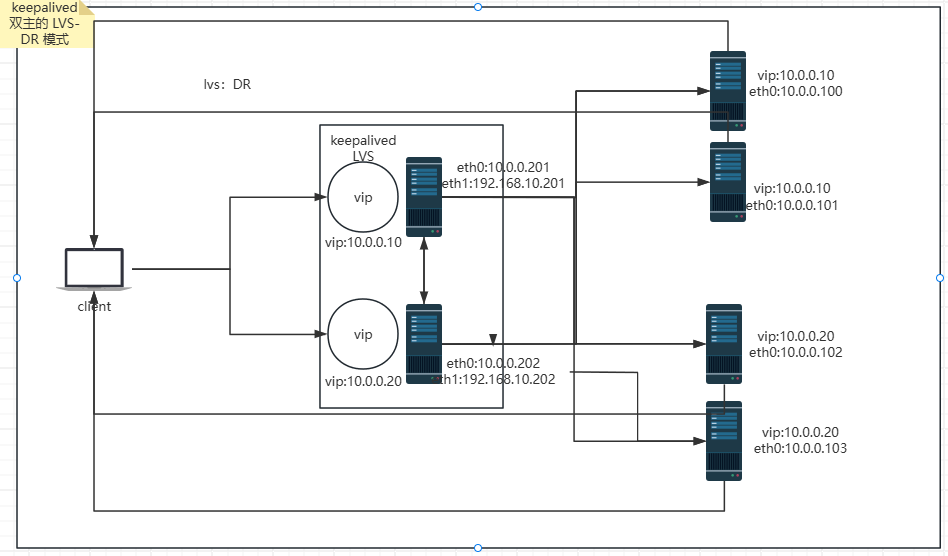 keepalived
双主的 LVS-
DR 模式
lvs：DR
vip:10.0.0.10
eth0:10.0.0.100
keepalived
LVS
eth0:10.0.0.201
eth1:192.168.10.201
vip
vip:10.0.0.10
vip:10.0.0.10
eth0:10.0.0.101
client
vip
vip:10.0.0.20
eth0:10.0.0.202
eth1:192.168.10.202
vip:10.0.0.20
eth0:10.0.0.102
vip:10.0.0.20
eth0:10.0.0.103